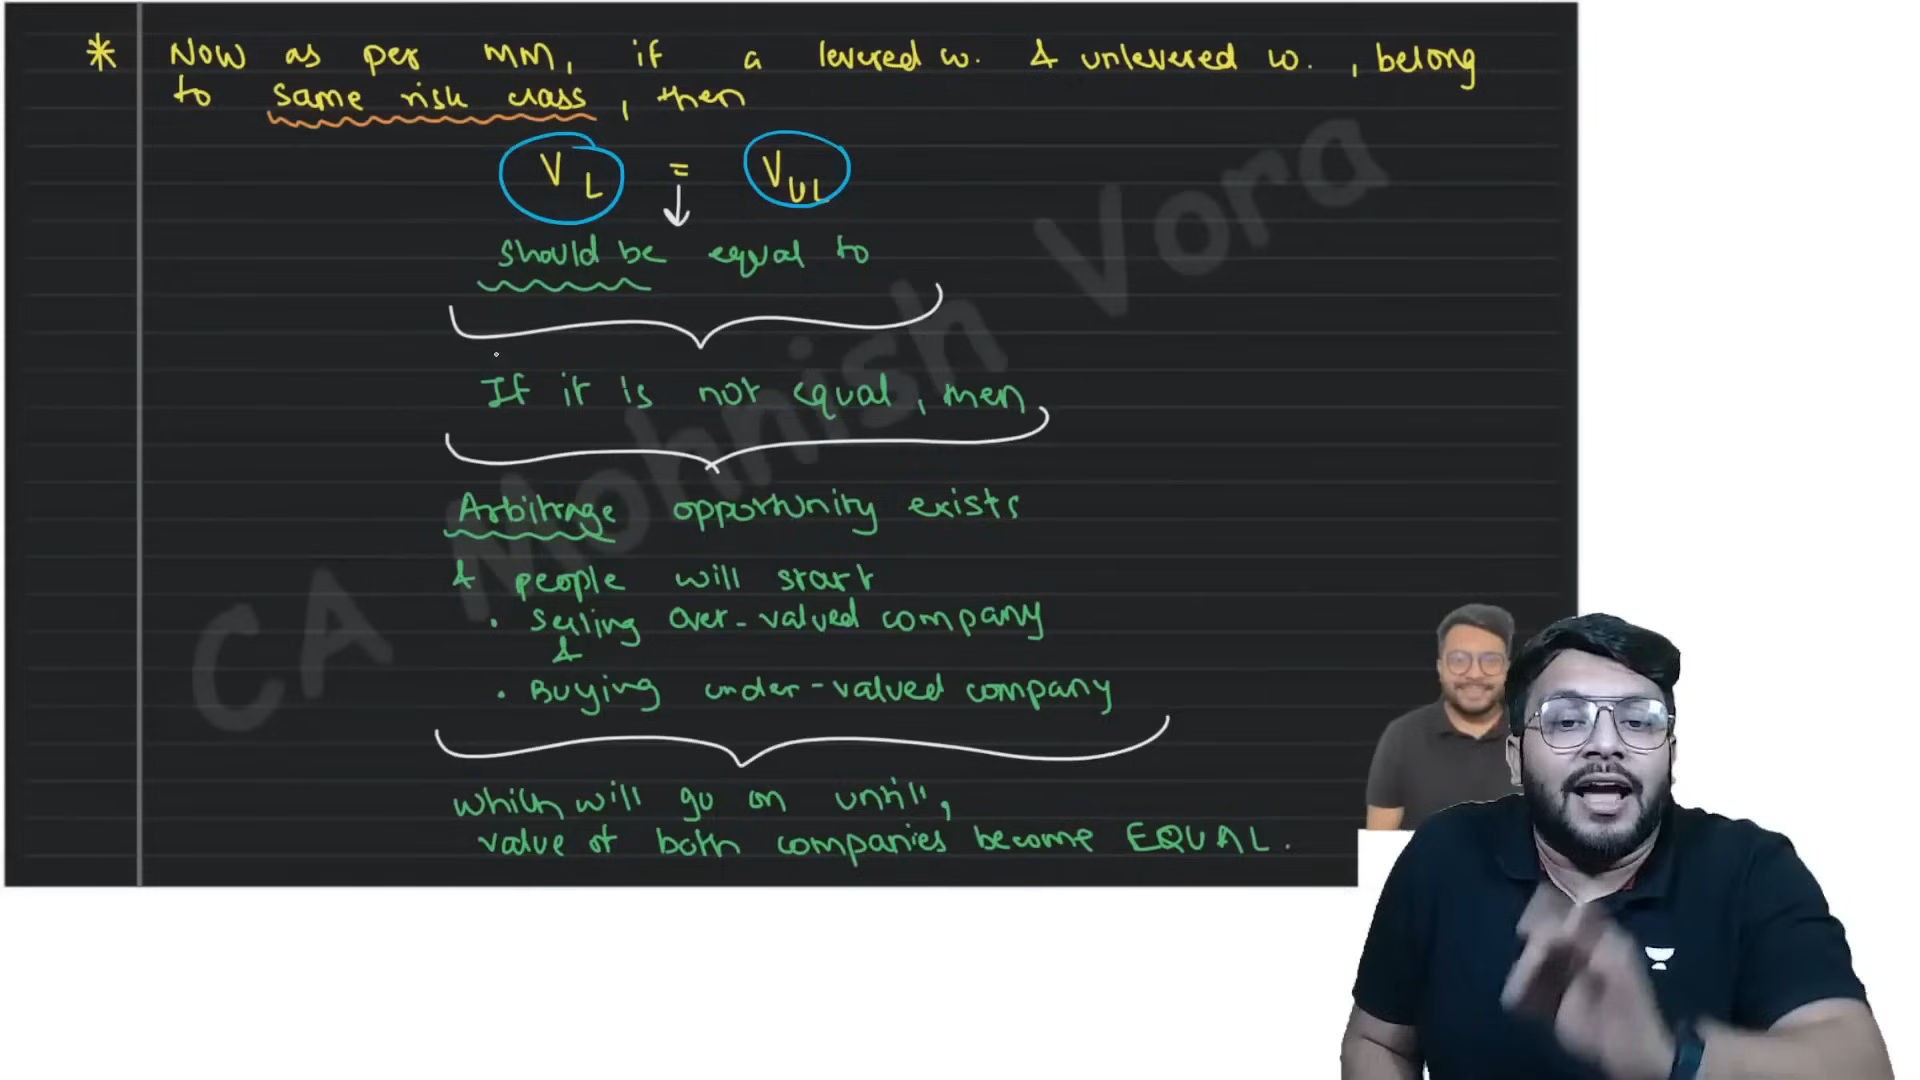 * Now as per MM, if a levered co. & unlevered co., belong
to same risk class, then
VL = VUL
should be equal to
If it is not equal, then
Arbitrage opportunity exists
& people will start
• Selling over-valued company
&
• Buying under-valued company
which will go on untill,
value of both companies become EQUAL.
CA Mohnish Vora